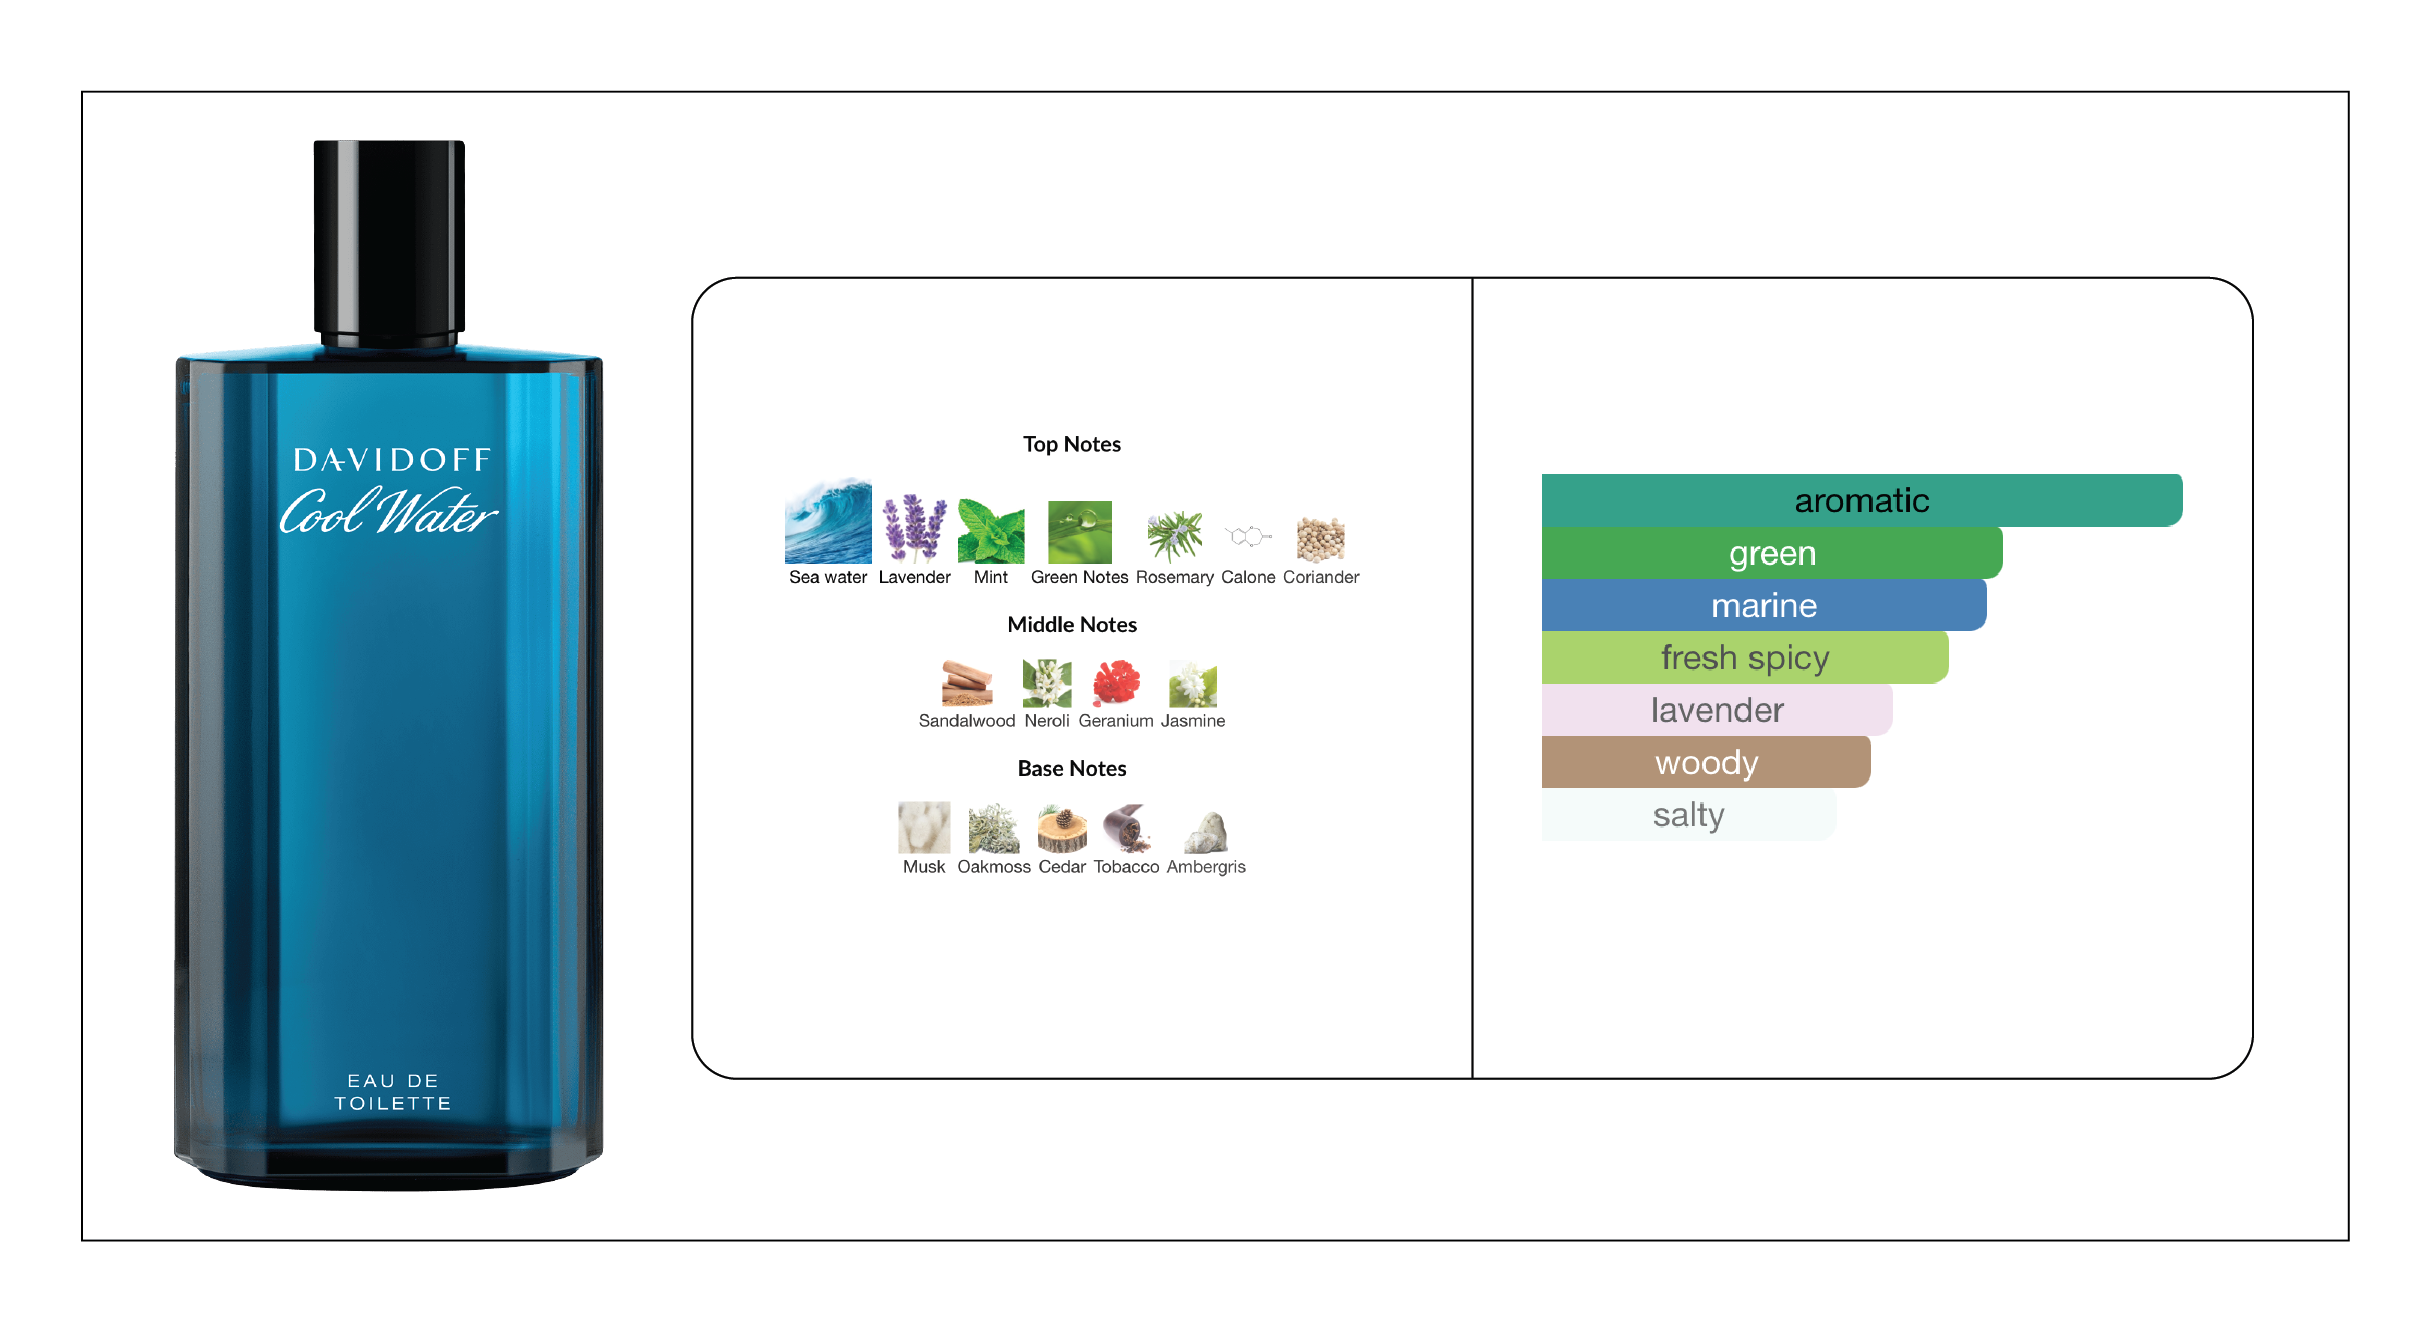 DAVIDOFF
Cool Water
EAU DE
TOILETTE
Top Notes
Sea water Lavender Mint Green Notes Rosemary Calone Coriander
Middle Notes
Sandalwood Neroli Geranium Jasmine
Base Notes
Musk Oakmoss Cedar Tobacco Ambergris
aromatic
green
marine
fresh spicy
lavender
woody
salty